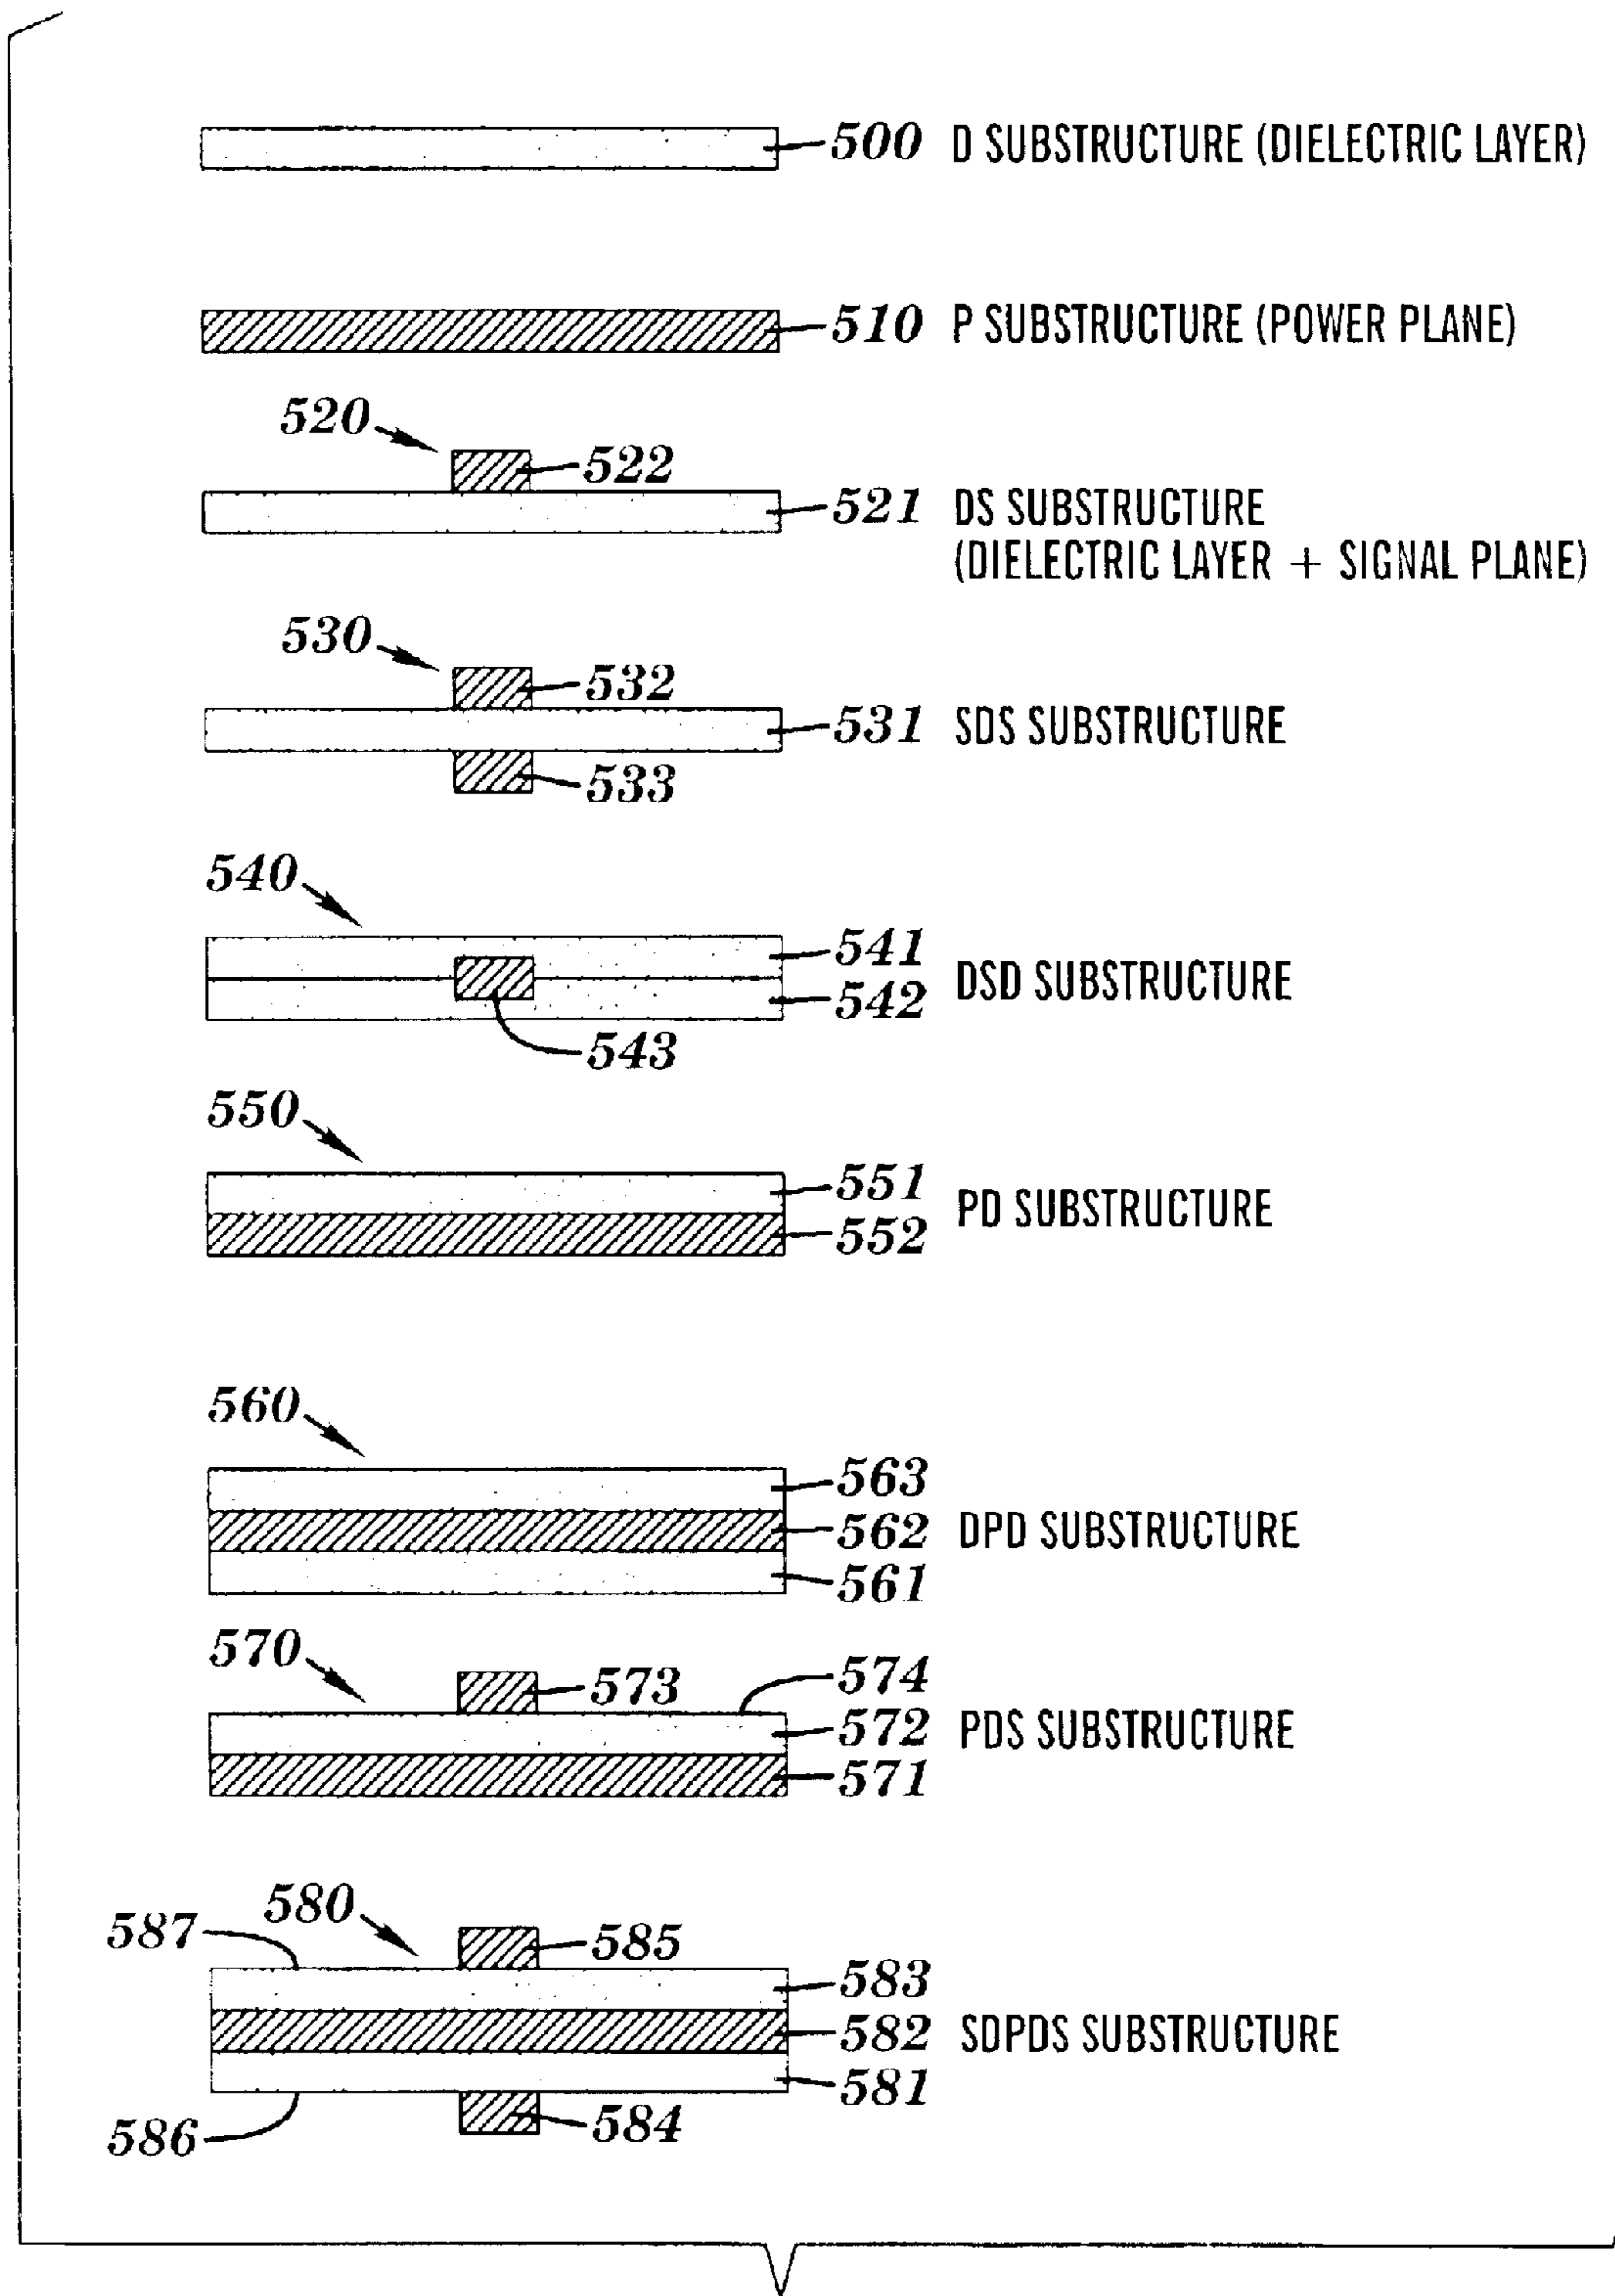 500 D SUBSTRUCTURE (DIELECTRIC LAYER)
510 P SUBSTRUCTURE (POWER PLANE)
520
522
521 DS SUBSTRUCTURE
(DIELECTRIC LAYER + SIGNAL PLANE)
530
532
531 SDS SUBSTRUCTURE
533
540
541
DSD SUBSTRUCTURE
542
543
550
551
PD SUBSTRUCTURE
552
560
563
562 DPD SUBSTRUCTURE
561
570
573 574
572 PDS SUBSTRUCTURE
571
580
587 585
583
582 SDPDS SUBSTRUCTURE
581
586 584